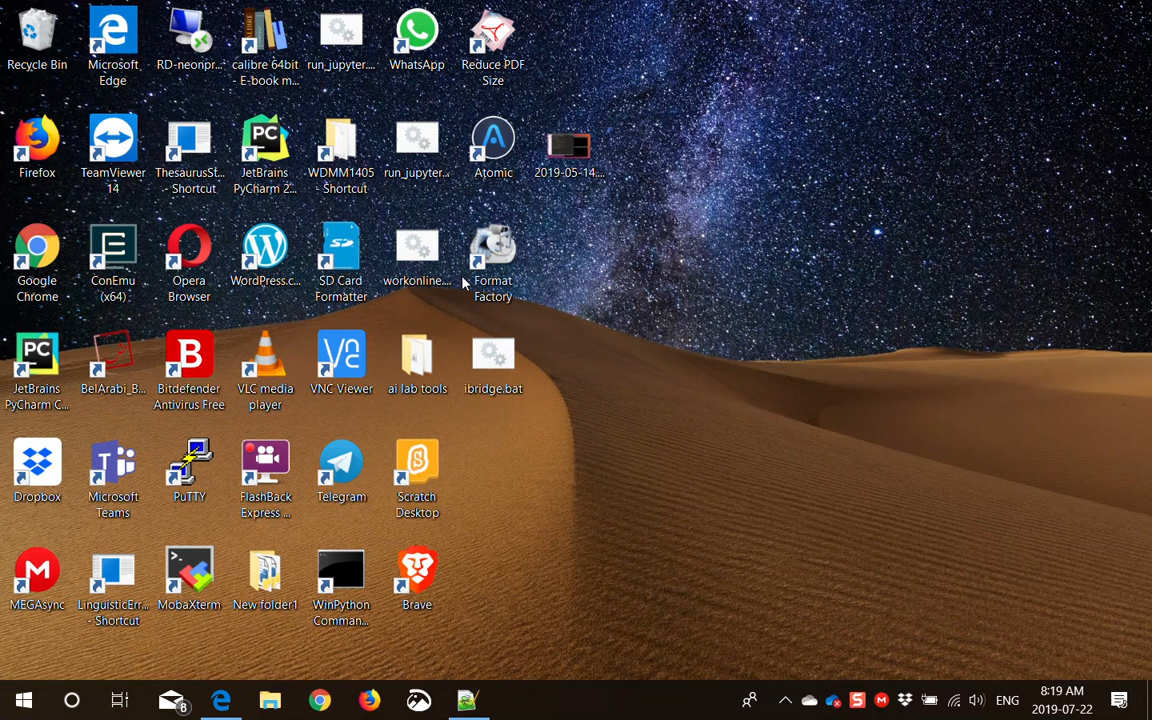 Recycle Bin
Microsoft
Edge
RD-neonpr...
calibre 64bit
- E-book m...
run_jupyter....
WhatsApp
Reduce PDF
Size
Firefox
TeamViewer
14
ThesaurusSt...
- Shortcut
JetBrains
PyCharm 2...
WDMM1405
- Shortcut
run_jupyter...
Atomic
2019-05-14....
Google
Chrome
ConEmu
(x64)
Opera
Browser
WordPress.c...
SD Card
Formatter
workonline....
Format
Factory
JetBrains
PyCharm C...
BelArabi_B...
Bitdefender
Antivirus Free
VLC media
player
VNC Viewer
ai lab tools
ibridge.bat
Dropbox
Microsoft
Teams
PuTTY
FlashBack
Express ...
Telegram
Scratch
Desktop
MEGAsync
LinguisticErr...
- Shortcut
MobaXterm
New folder1
WinPython
Comman...
Brave
8
ENG
8:19 AM
2019-07-22